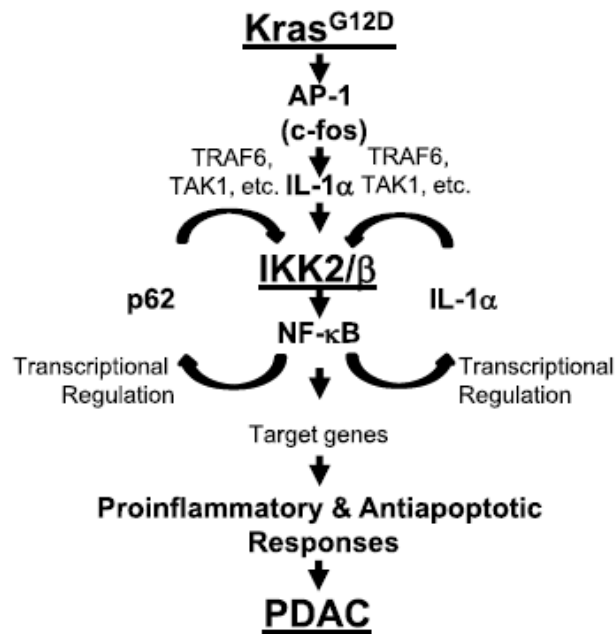 Kras^G12D
AP-1
(c-fos)
TRAF6,
TAK1, etc.
IL-1α
TRAF6,
TAK1, etc.
IKK2/β
p62
IL-1α
NF-κB
Transcriptional
Regulation
Transcriptional
Regulation
Target genes
Proinflammatory & Antiapoptotic
Responses
PDAC